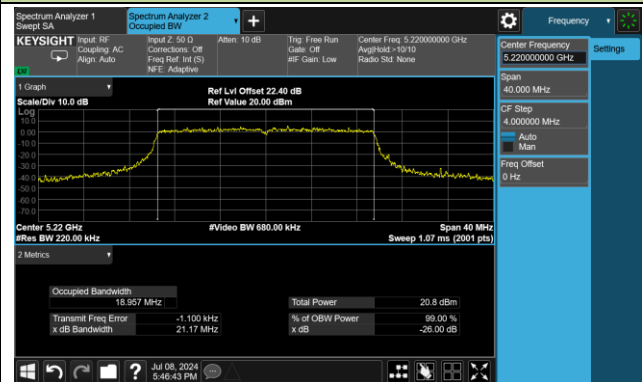 Spectrum Analyzer 1
Swept SA
Spectrum Analyzer 2
Occupied BW
Frequency
KEYSIGHT
Input: RF
Coupling: AC
Align: Auto
Input Z: 50 Ω
Corrections: Off
Freq Ref: Int (S)
NFE: Adaptive
Atten: 10 dB
Trig: Free Run
Gate: Off
#IF Gain: Low
Center Freq: 5.220000000 GHz
Avg|Hold:>10/10
Radio Std: None
Center Frequency
5.220000000 GHz
Settings
Span
40.000 MHz
CF Step
4.000000 MHz
Auto
Man
Freq Offset
0 Hz
1 Graph
Scale/Div 10.0 dB
Ref Lvl Offset 22.40 dB
Ref Value 20.00 dBm
Log
10.0
0.00
-10.0
-20.0
-30.0
-40.0
-50.0
-60.0
-70.0
Center 5.22 GHz
#Video BW 680.00 kHz
Span 40 MHz
#Res BW 220.00 kHz
Sweep 1.07 ms (2001 pts)
2 Metrics
Occupied Bandwidth
18.957 MHz
Total Power
20.8 dBm
Transmit Freq Error
-1.100 kHz
% of OBW Power
99.00 %
x dB Bandwidth
21.17 MHz
x dB
-26.00 dB
Jul 08, 2024
5:46:43 PM